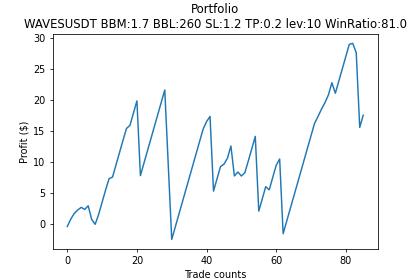 Portfolio
WAVESUSDT BBM:1.7 BBL:260 SL:1.2 TP:0.2 lev:10 WinRatio:81.0
30
25
20
15
10
5
0
Profit ($)
0 20 40 60 80
Trade counts